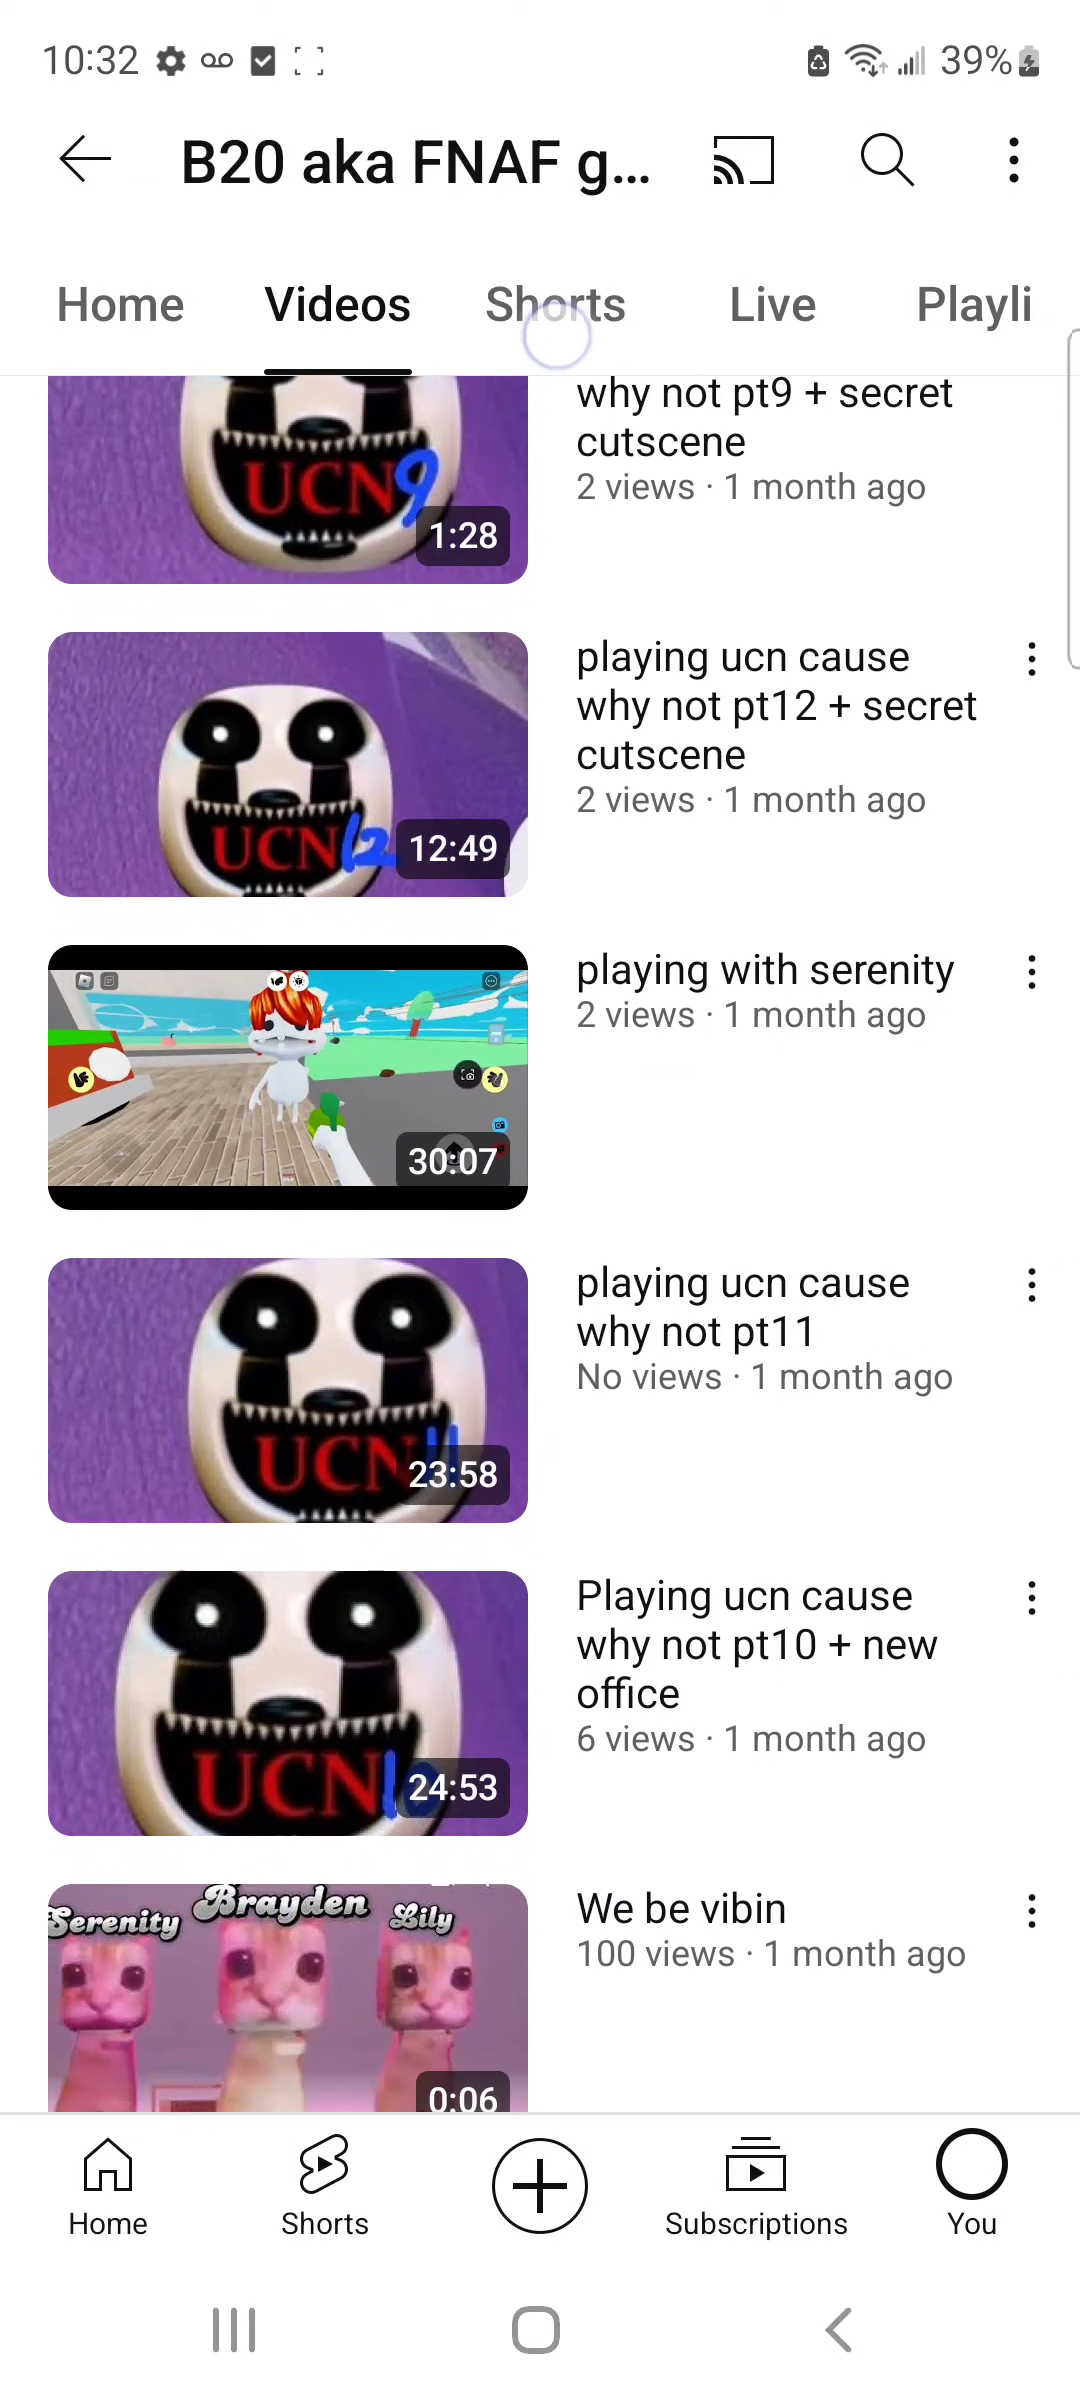 10:32 39%
B20 aka FNAF g...
Home Videos Shorts Live Playli
why not pt9 + secret
cutscene
2 views · 1 month ago
UCN9
1:28
playing ucn cause
why not pt12 + secret
cutscene
2 views · 1 month ago
UCN12
12:49
playing with serenity
2 views · 1 month ago
30:07
playing ucn cause
why not pt11
No views · 1 month ago
UCN11
23:58
Playing ucn cause
why not pt10 + new
office
6 views · 1 month ago
UCN10
24:53
We be vibin
100 views · 1 month ago
Serenity Brayden Lily
0:06
Home Shorts Subscriptions You